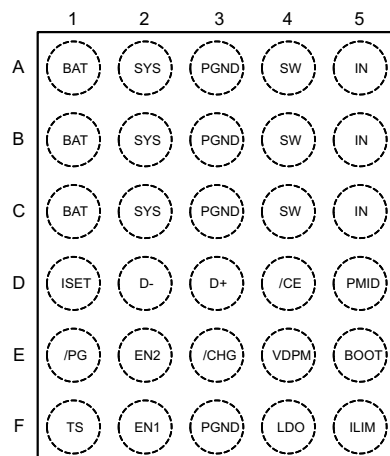 1 2 3 4 5
A BAT SYS PGND SW IN
B BAT SYS PGND SW IN
C BAT SYS PGND SW IN
D ISET D- D+ /CE PMID
E /PG EN2 /CHG VDPM BOOT
F TS EN1 PGND LDO ILIM